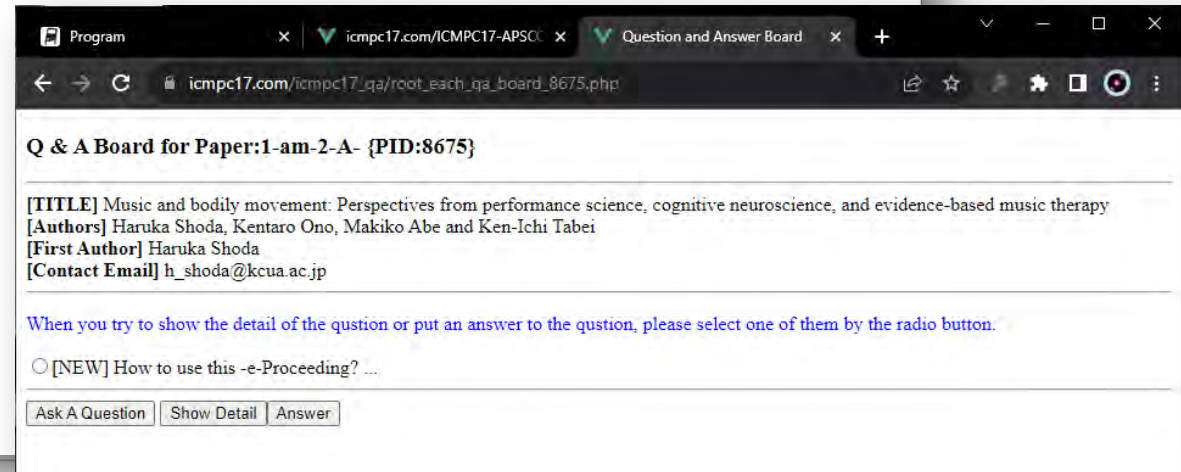 Program
icmpc17.com/ICMPC17-APSCO
Question and Answer Board
icmpc17.com/icmpc17_qa/root_each_qa_board_8675.php
Q & A Board for Paper:1-am-2-A- {PID:8675}
[TITLE] Music and bodily movement: Perspectives from performance science, cognitive neuroscience, and evidence-based music therapy
[Authors] Haruka Shoda, Kentaro Ono, Makiko Abe and Ken-Ichi Tabei
[First Author] Haruka Shoda
[Contact Email] h_shoda@kcua.ac.jp
When you try to show the detail of the qustion or put an answer to the qustion, please select one of them by the radio button.
[NEW] How to use this -e-Proceeding? ...
Ask A Question Show Detail Answer